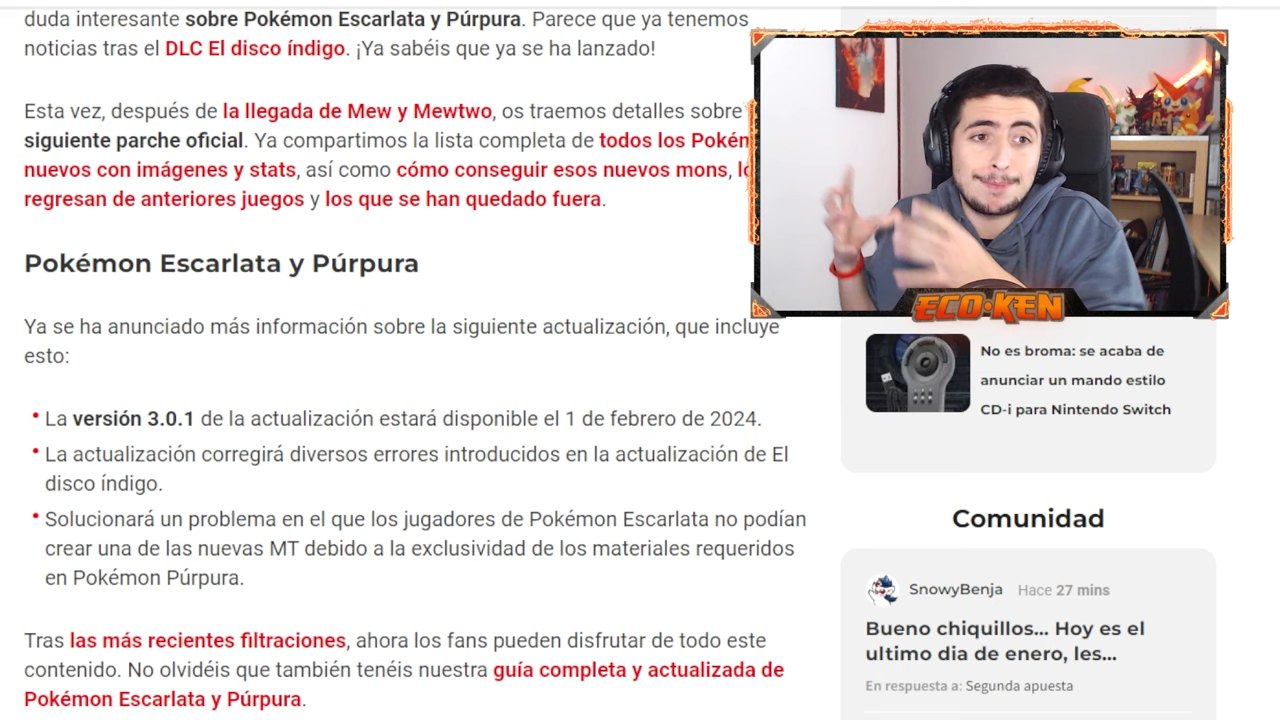 duda interesante sobre Pokémon Escarlata y Púrpura. Parece que ya tenemos
noticias tras el DLC El disco índigo. ¡Ya sabéis que ya se ha lanzado!
Esta vez, después de la llegada de Mew y Mewtwo, os traemos detalles sobre
siguiente parche oficial. Ya compartimos la lista completa de todos los
nuevos con imágenes y stats, así como cómo conseguir esos nuevos mons,
regresan de anteriores juegos y los que se han quedado fuera.
Pokémon Escarlata y Púrpura
Ya se ha anunciado más información sobre la siguiente actualización, que incluye
esto:
• La versión 3.0.1 de la actualización estará disponible el 1 de febrero de 2024.
• La actualización corregirá diversos errores introducidos en la actualización de El
disco índigo.
• Solucionará un problema en el que los jugadores de Pokémon Escarlata no podían
crear una de las nuevas MT debido a la exclusividad de los materiales requeridos
en Pokémon Púrpura.
Tras las más recientes filtraciones, ahora los fans pueden disfrutar de todo este
contenido. No olvidéis que también tenéis nuestra guía completa y actualizada de
Pokémon Escarlata y Púrpura.
ECO·KEN
No es broma: se acaba de
anunciar un mando estilo
CD-i para Nintendo Switch
Comunidad
SnowyBenja Hace 27 mins
Bueno chiquillos... Hoy es el
ultimo dia de enero, les...
En respuesta a: Segunda apuesta